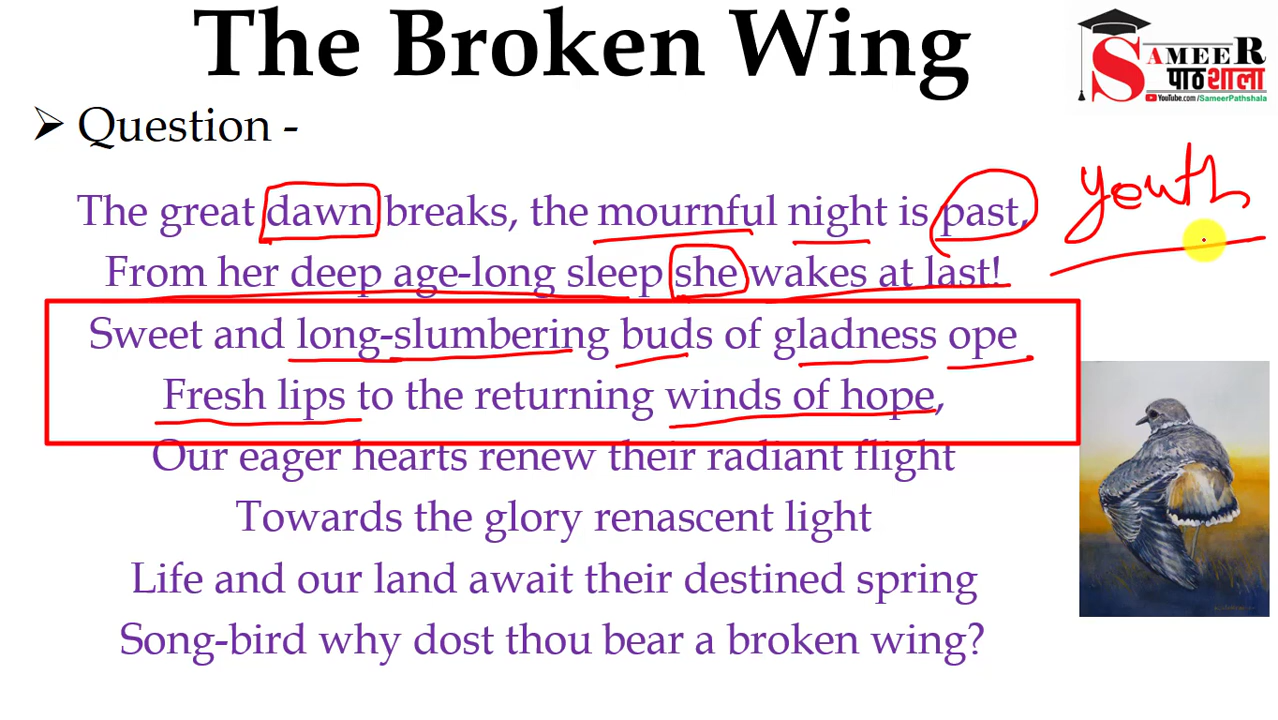 The Broken Wing
SAMEER
पाठशाला
YouTube.com/SameerPathshala
➢ Question -
youth
The great dawn breaks, the mournful night is past,
From her deep age-long sleep she wakes at last!
Sweet and long-slumbering buds of gladness ope
Fresh lips to the returning winds of hope,
Our eager hearts renew their radiant flight
Towards the glory renascent light
Life and our land await their destined spring
Song-bird why dost thou bear a broken wing?